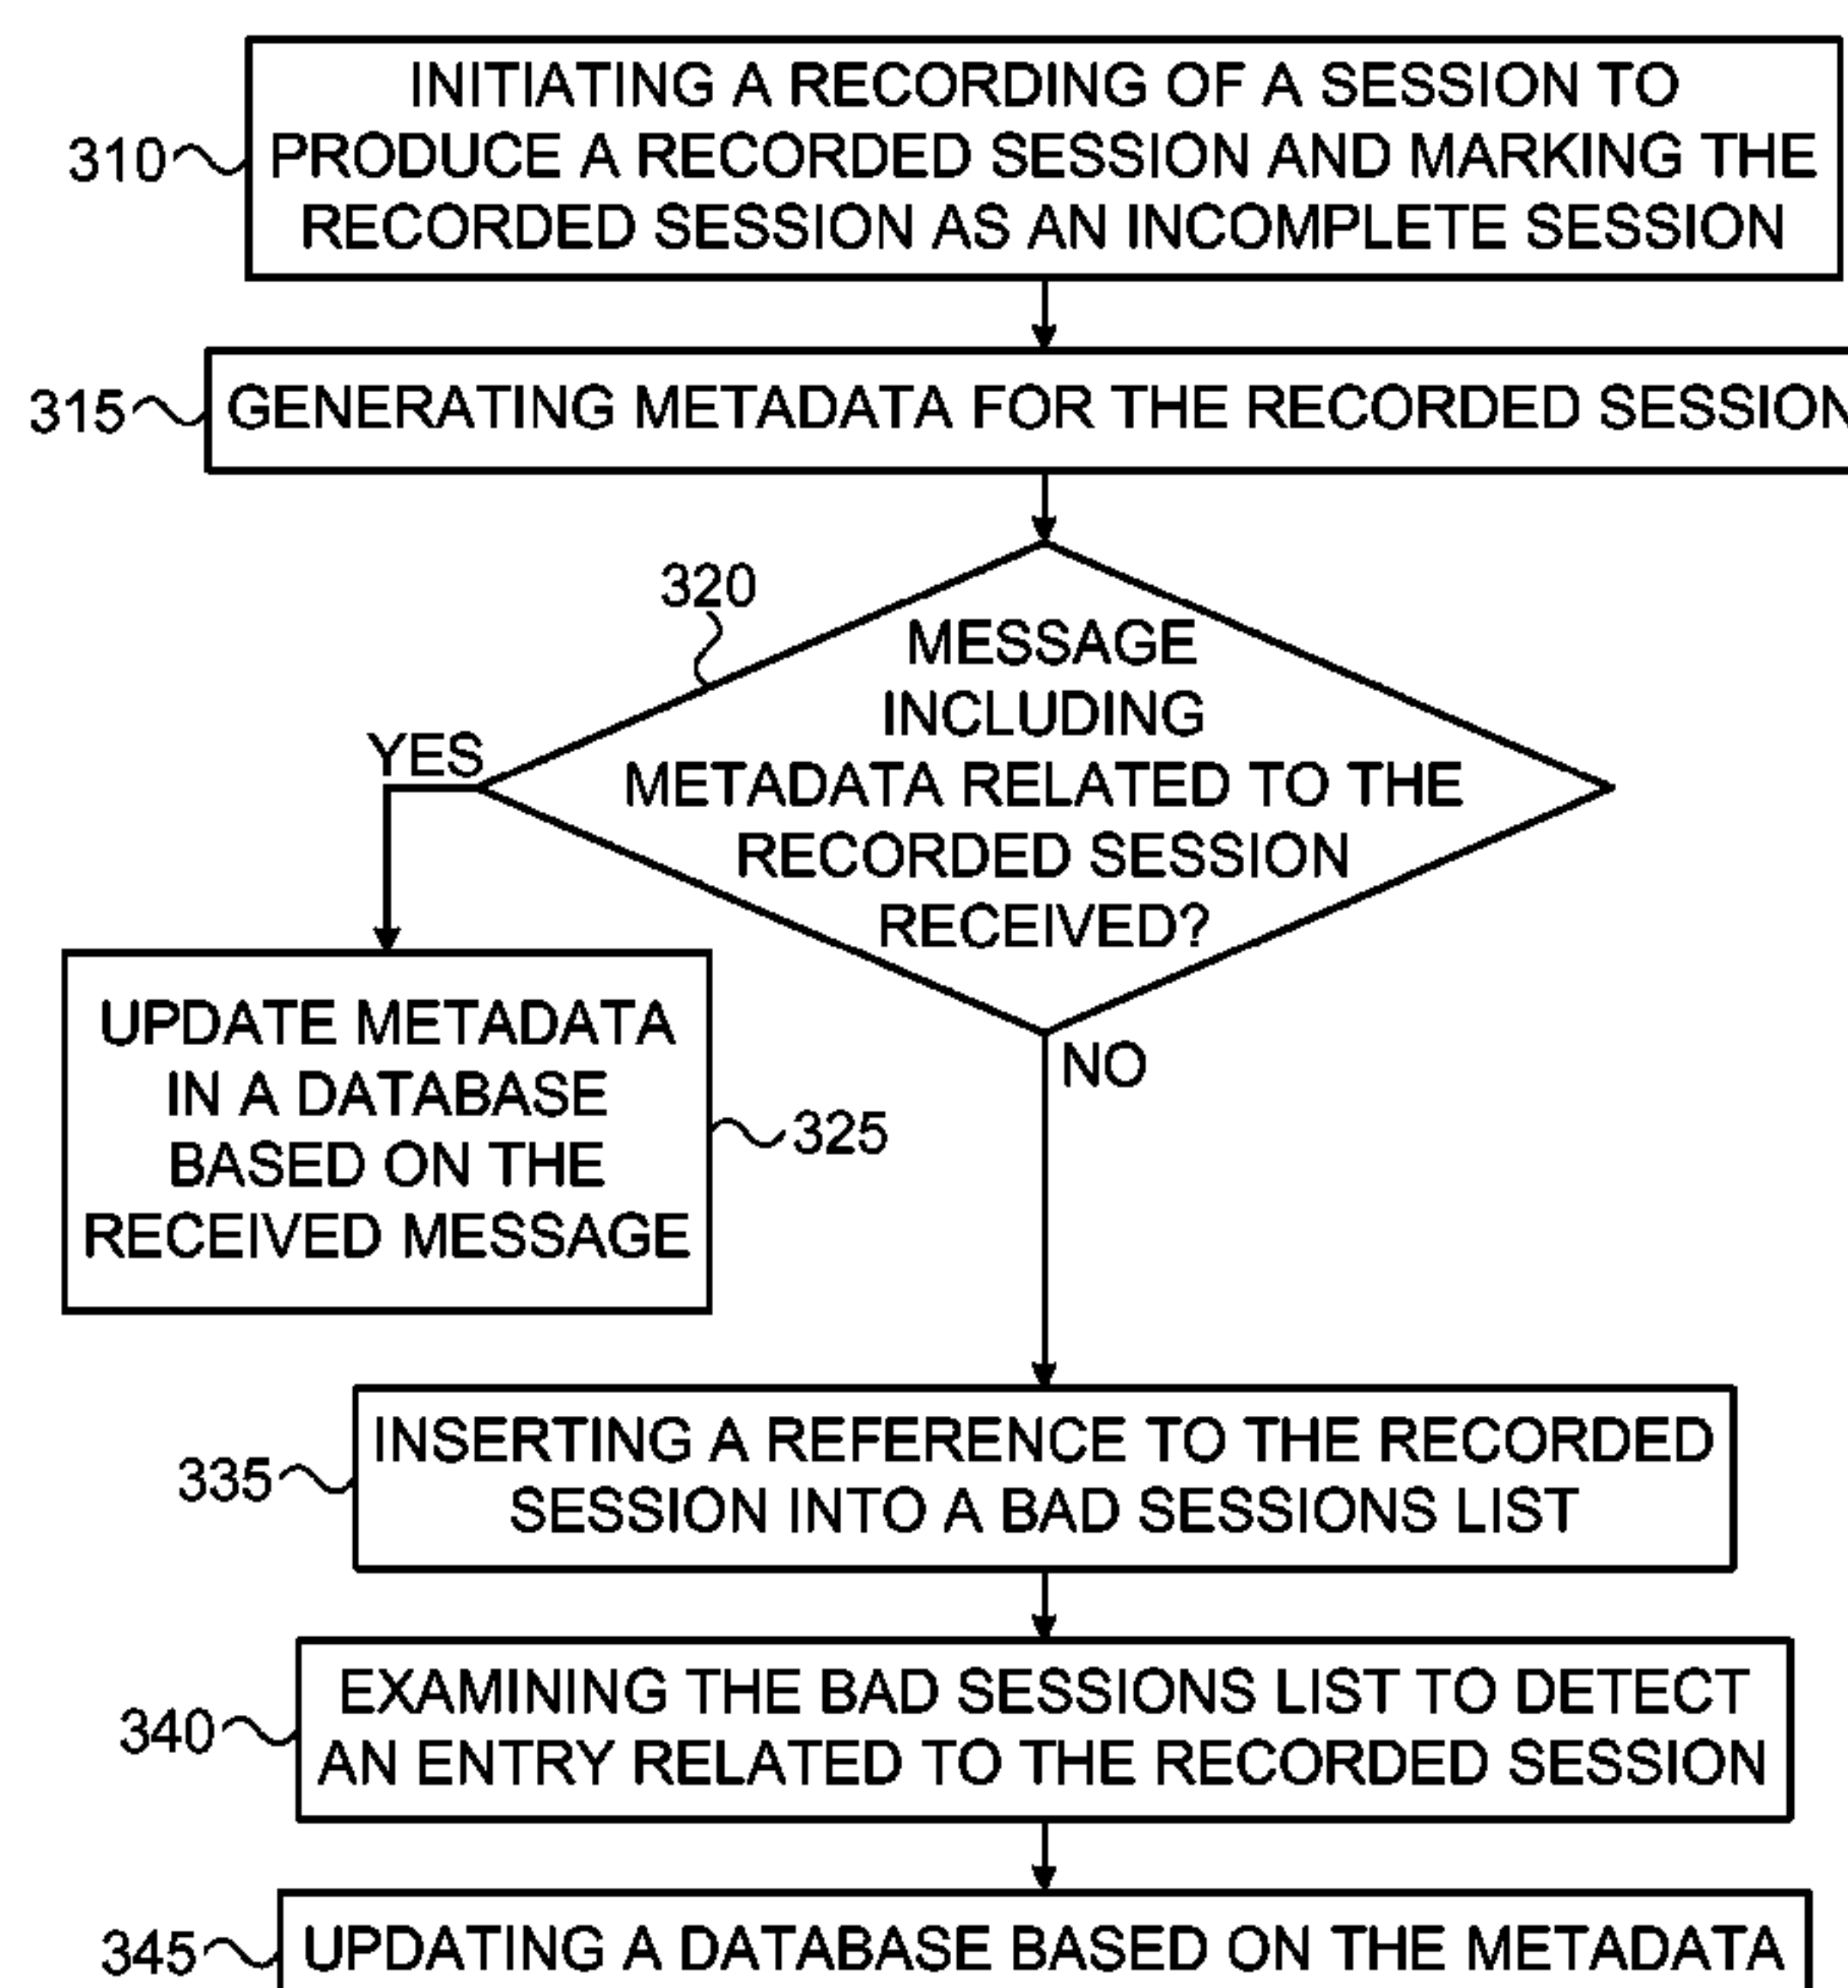 310
INITIATING A RECORDING OF A SESSION TO
PRODUCE A RECORDED SESSION AND MARKING THE
RECORDED SESSION AS AN INCOMPLETE SESSION
315
GENERATING METADATA FOR THE RECORDED SESSION
320
MESSAGE
INCLUDING
METADATA RELATED TO THE
RECORDED SESSION
RECEIVED?
YES
NO
UPDATE METADATA
IN A DATABASE
BASED ON THE
RECEIVED MESSAGE
325
335
INSERTING A REFERENCE TO THE RECORDED
SESSION INTO A BAD SESSIONS LIST
340
EXAMINING THE BAD SESSIONS LIST TO DETECT
AN ENTRY RELATED TO THE RECORDED SESSION
345
UPDATING A DATABASE BASED ON THE METADATA